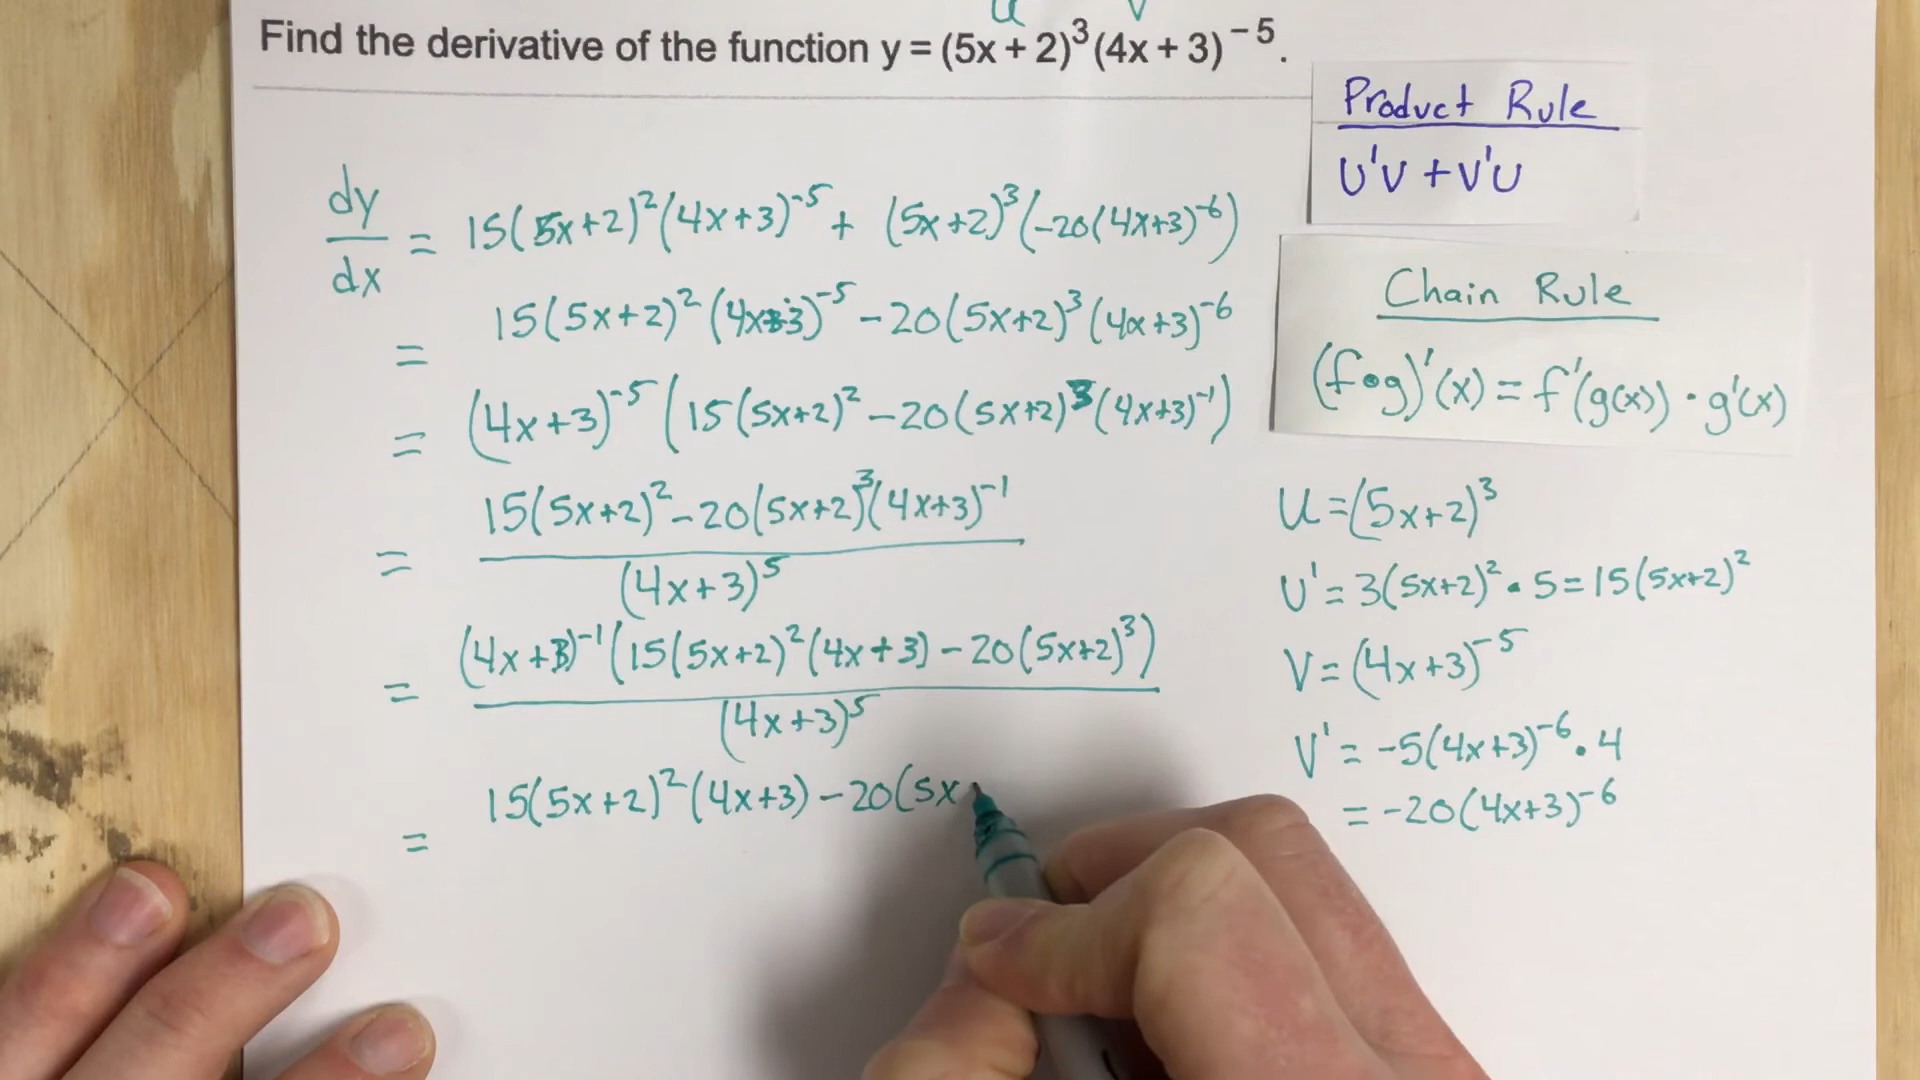 u v
Find the derivative of the function y = (5x + 2)³(4x + 3)⁻⁵.
Product Rule
U'V + V'U
dy/dx = 15(5x+2)²(4x+3)⁻⁵ + (5x+2)³(-20(4x+3)⁻⁶)
= 15(5x+2)²(4x+3)⁻⁵ - 20(5x+2)³(4x+3)⁻⁶
= (4x+3)⁻⁵(15(5x+2)² - 20(5x+2)³(4x+3)⁻¹)
= 15(5x+2)² - 20(5x+2)³(4x+3)⁻¹
(4x+3)⁵
= (4x+3)⁻¹(15(5x+2)²(4x+3) - 20(5x+2)³)
(4x+3)⁵
= 15(5x+2)²(4x+3) - 20(5x
Chain Rule
(f∘g)'(x) = f'(g(x)) · g'(x)
U = (5x+2)³
U' = 3(5x+2)² · 5 = 15(5x+2)²
V = (4x+3)⁻⁵
V' = -5(4x+3)⁻⁶ · 4
= -20(4x+3)⁻⁶